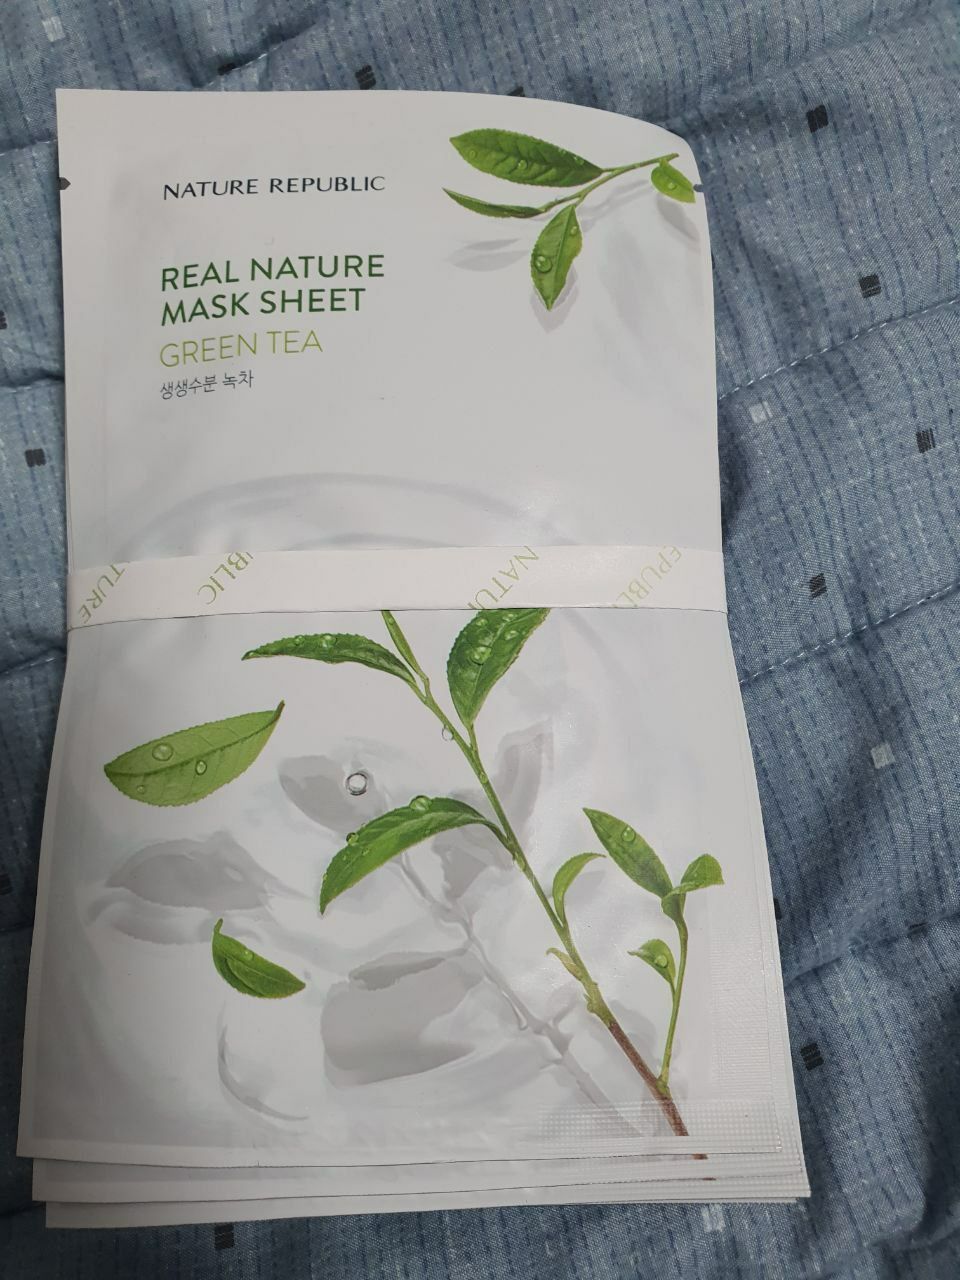 NATURE REPUBLIC
REAL NATURE
MASK SHEET
GREEN TEA
생생수분 녹차